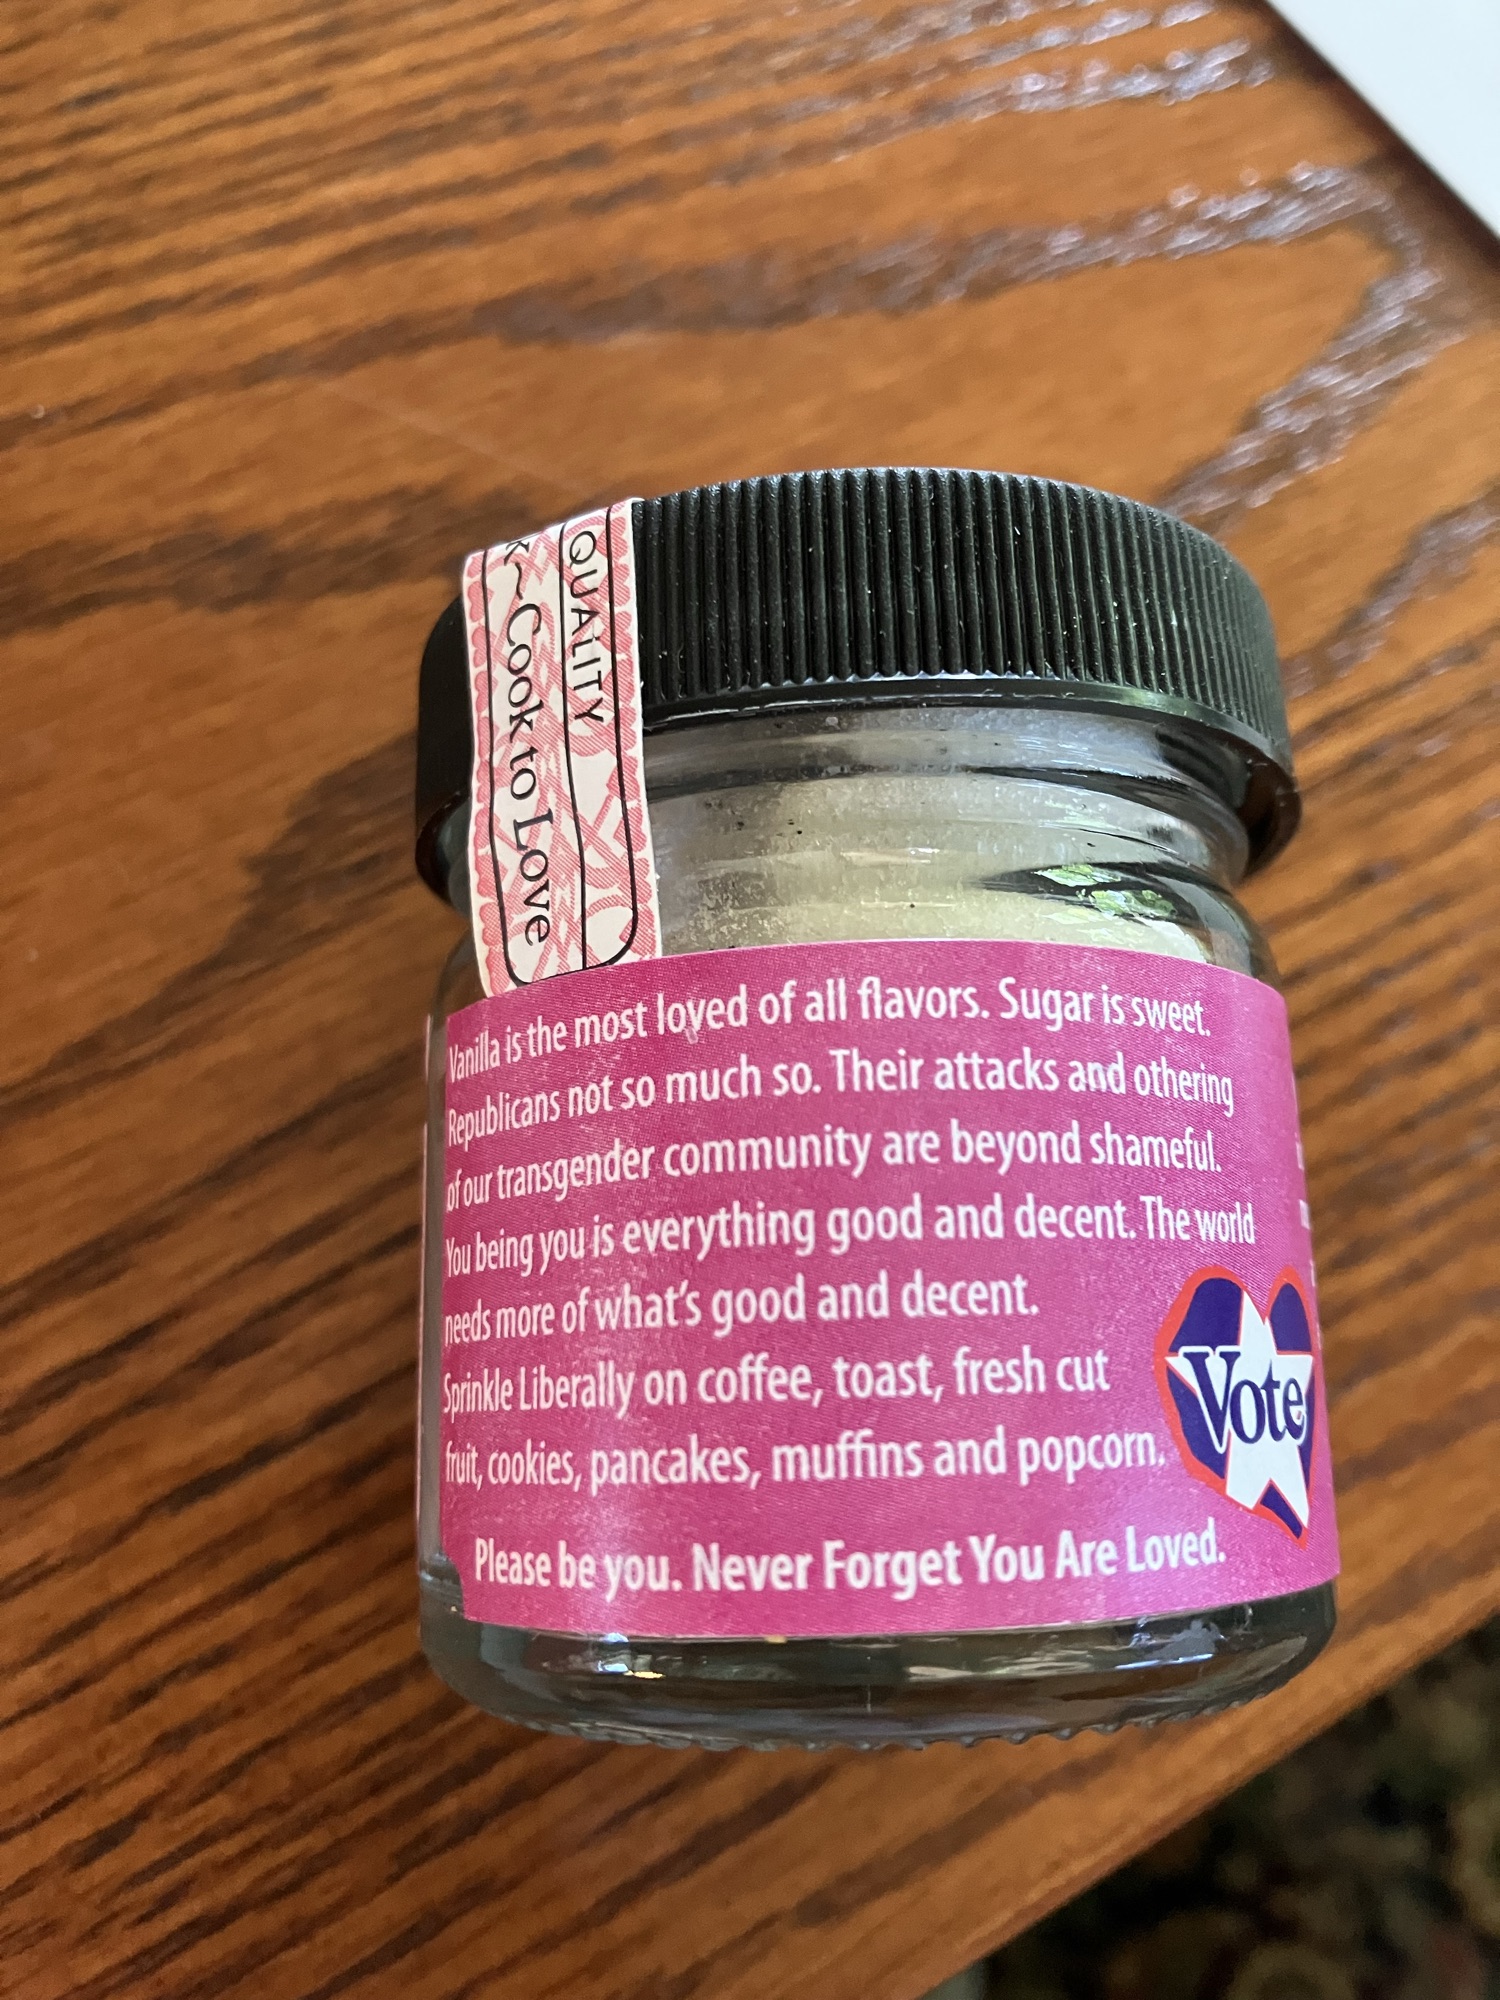 QUALITY
~Cook to Love
Vanilla is the most loved of all flavors. Sugar is sweet.
Republicans not so much so. Their attacks and othering
of our transgender community are beyond shameful.
You being you is everything good and decent. The world
needs more of what's good and decent.
Sprinkle Liberally on coffee, toast, fresh cut
fruit, cookies, pancakes, muffins and popcorn.
Vote
Please be you. Never Forget You Are Loved.